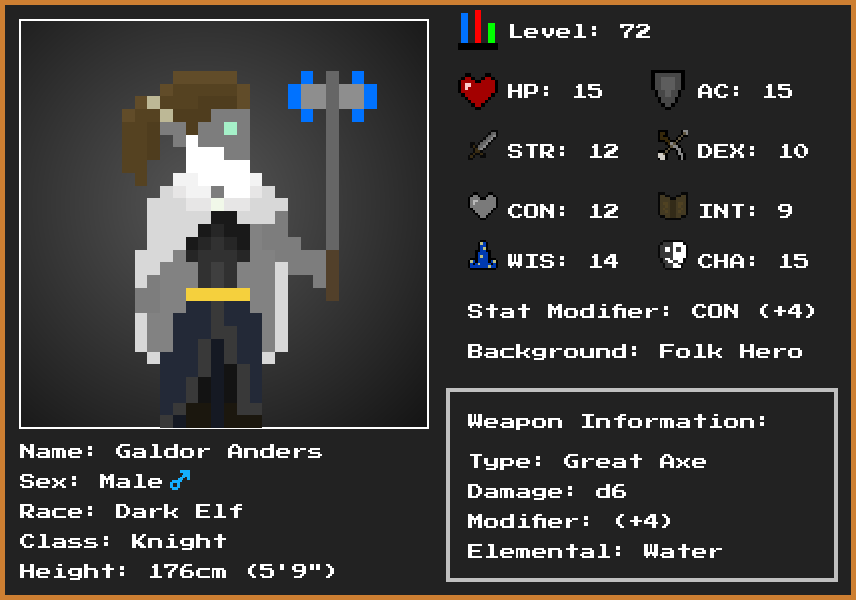 Level: 72
HP: 15 AC: 15
STR: 12 DEX: 10
CON: 12 INT: 9
WIS: 14 CHA: 15
Stat Modifier: CON (+4)
Background: Folk Hero
Name: Galdor Anders
Sex: Male♂
Race: Dark Elf
Class: Knight
Height: 176cm (5'9")
Weapon Information:
Type: Great Axe
Damage: d6
Modifier: (+4)
Elemental: Water